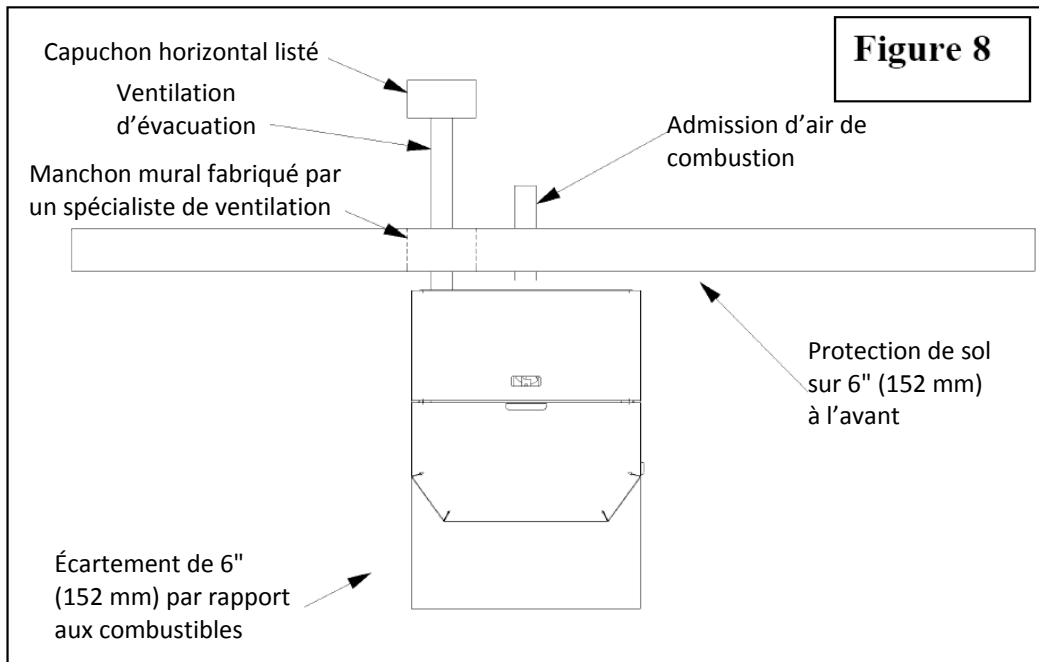 Figure 8
Capuchon horizontal listé
Ventilation
d’évacuation
Manchon mural fabriqué par
un spécialiste de ventilation
Admission d’air de
combustion
Protection de sol
sur 6" (152 mm)
à l’avant
Écartement de 6"
(152 mm) par rapport
aux combustibles